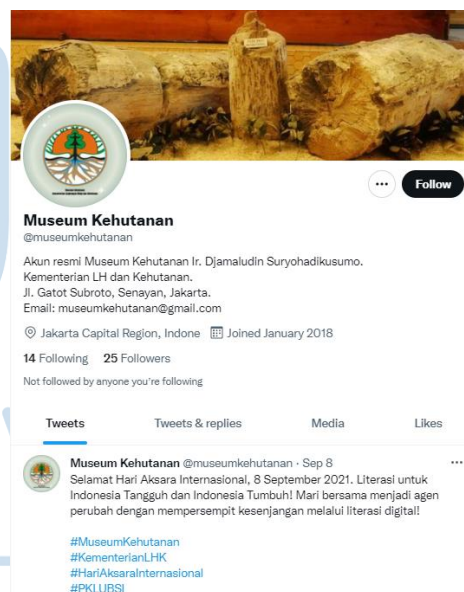 Follow
Museum Kehutanan
@museumkehutanan
Akun resmi Museum Kehutanan Ir. Djamaludin Suryohadikusumo.
Kementerian LH dan Kehutanan.
Jl. Gatot Subroto, Senayan, Jakarta.
Email: museumkehutanan@gmail.com
Jakarta Capital Region, Indone Joined January 2018
14 Following 25 Followers
Not followed by anyone you're following
Tweets Tweets & replies Media Likes
Museum Kehutanan @museumkehutanan · Sep 8
Selamat Hari Aksara Internasional, 8 September 2021. Literasi untuk
Indonesia Tangguh dan Indonesia Tumbuh! Mari bersama menjadi agen
perubah dengan mempersempit kesenjangan melalui literasi digital!
#MuseumKehutanan
#KementerianLHK
#HariAksaraInternasional
#PKLUBSI